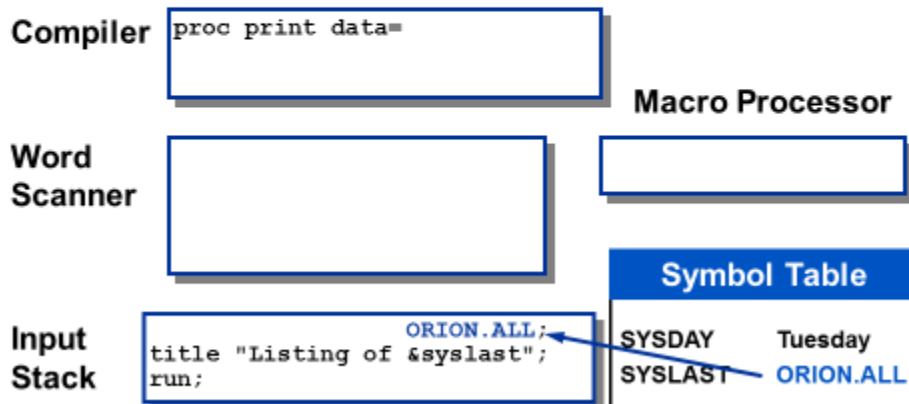 Compiler
proc print data=
Macro Processor
Word
Scanner
Symbol Table
SYSDAY Tuesday
SYSLAST ORION.ALL
Input
Stack
ORION.ALL;
title "Listing of &syslast";
run;